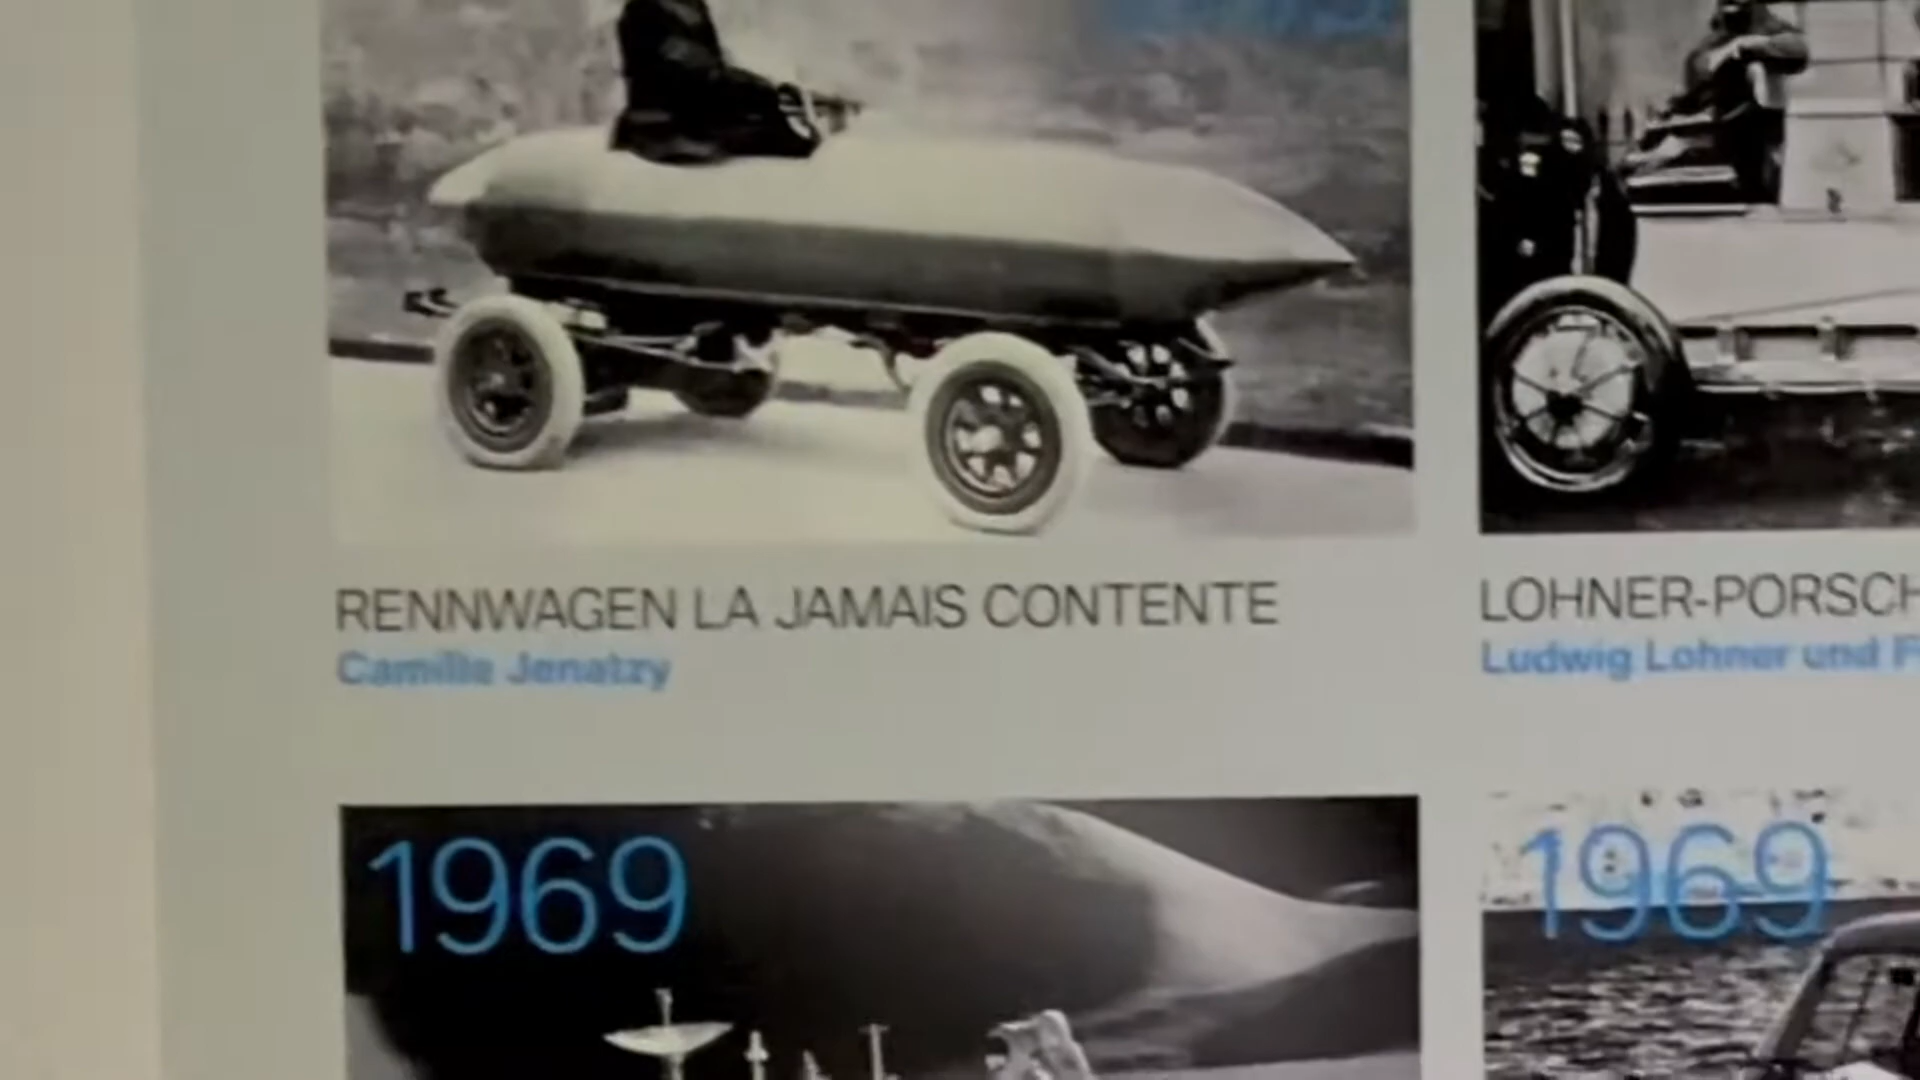 RENNWAGEN LA JAMAIS CONTENTE
Camille Jenatzy
LOHNER-PORSCH
Ludwig Lohner und F
1969
1969